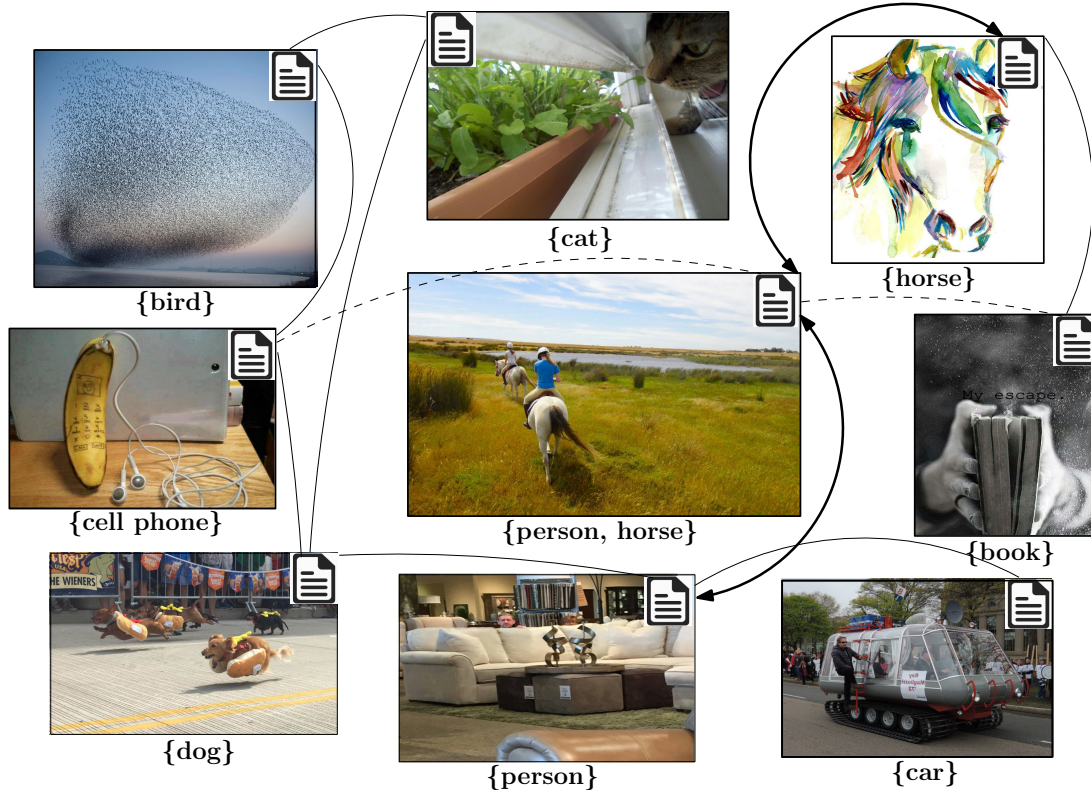 {cat}
{horse}
{bird}
My escape.
{cell phone}
{person, horse}
{book}
THE WIENERS
{dog}
{person}
{car}